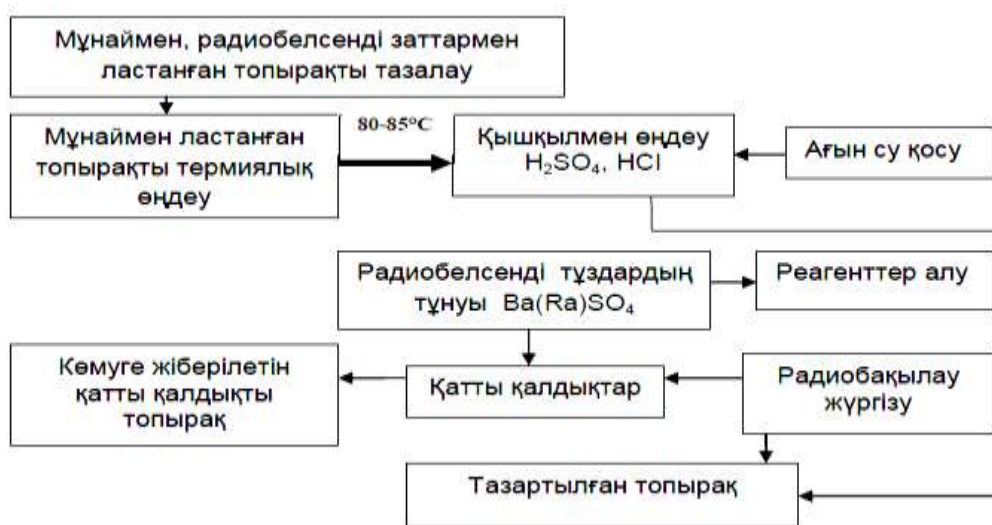 Мұнаймен, радиобелсенді заттармен
ластанған топырақты тазалау
Мұнаймен ластанған
топырақты термиялық
өңдеу
80-85°С
Қышқылмен өңдеу
H₂SO₄, HCl
Ағын су қосу
Радиобелсенді тұздардың
тұнуы Ba(Ra)SO₄
Реагенттер алу
Көмуге жіберілетін
қатты қалдықты
топырақ
Қатты қалдықтар
Радиобақылау
жүргізу
Тазартылған топырақ